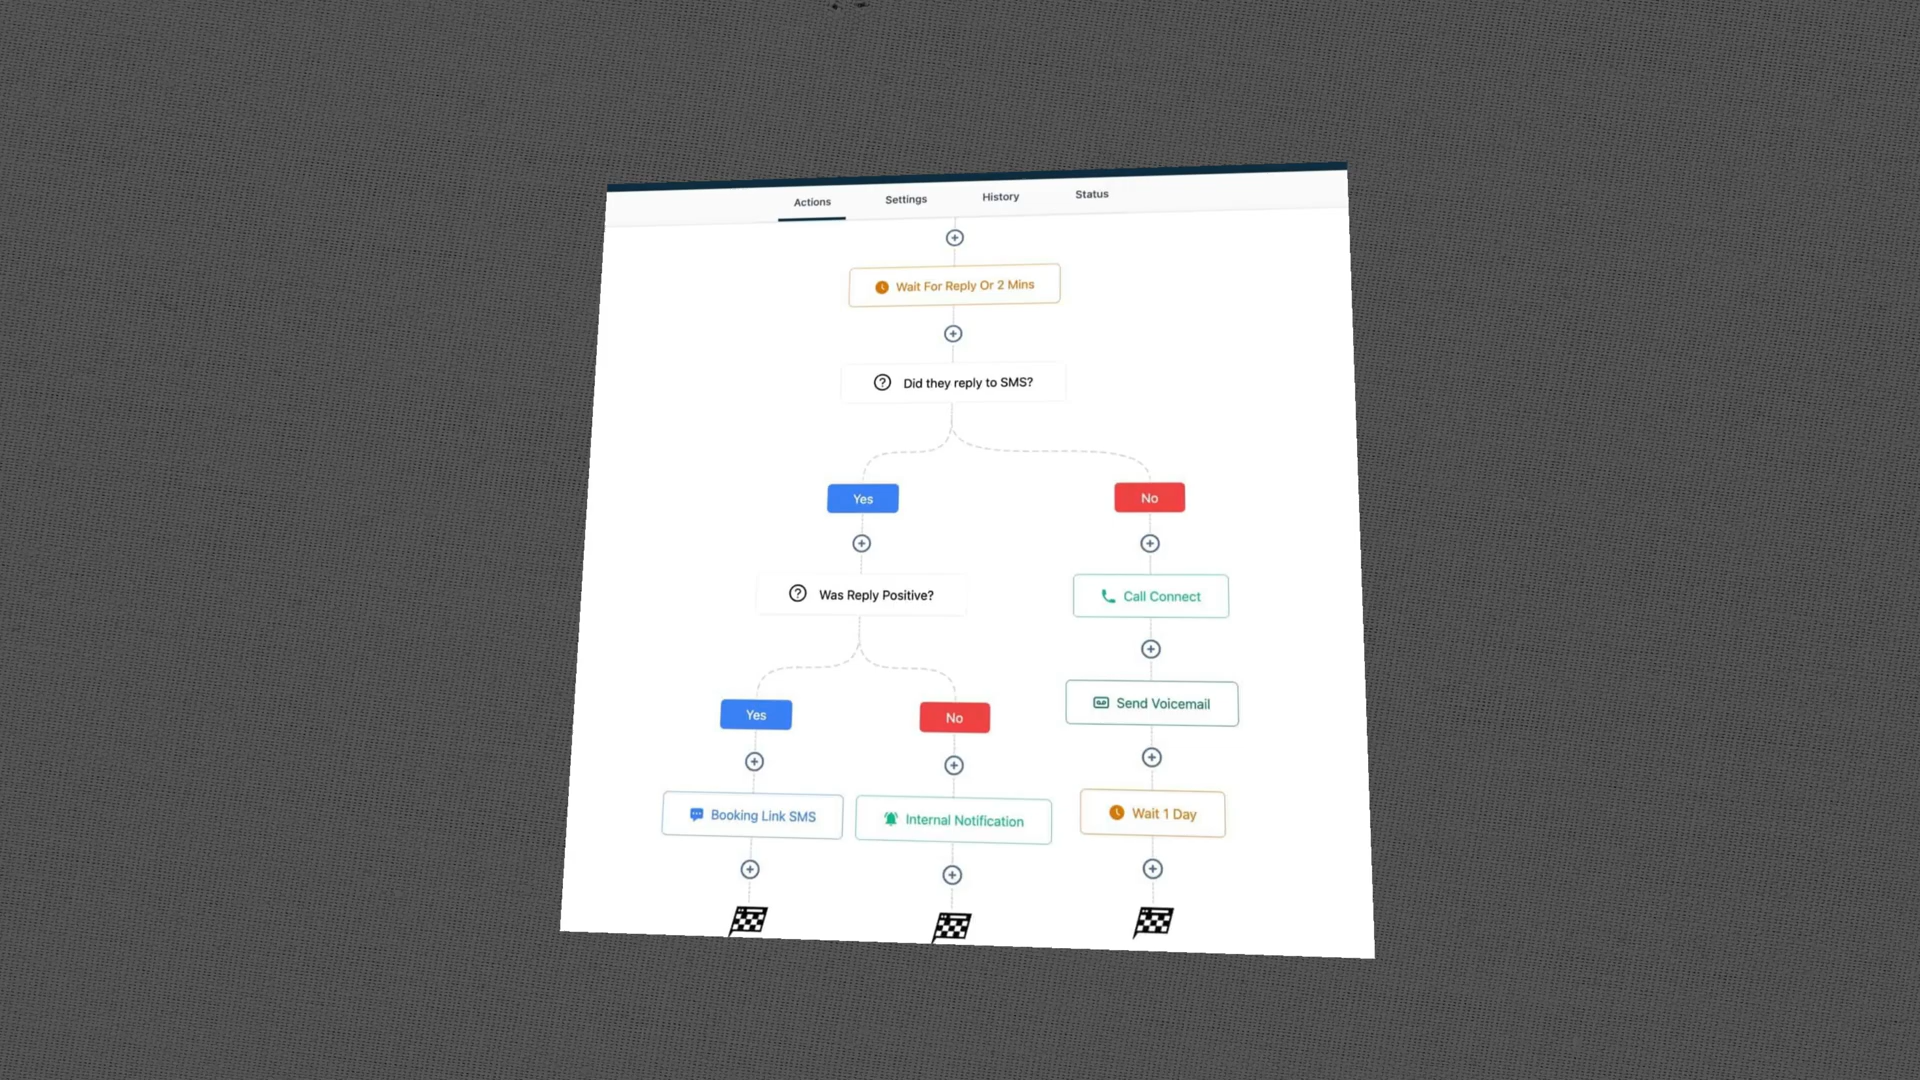 Actions
Settings
History
Status
Wait For Reply Or 2 Mins
Did they reply to SMS?
Yes
No
Was Reply Positive?
Call Connect
Send Voicemail
Yes
No
Booking Link SMS
Internal Notification
Wait 1 Day